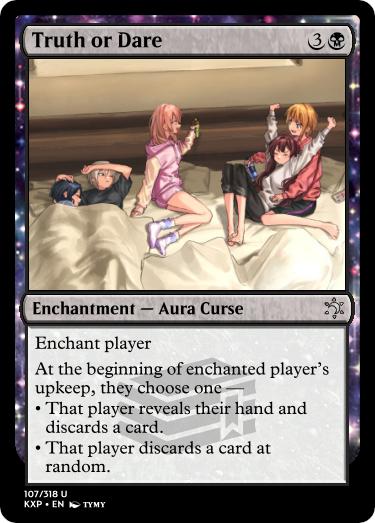 Truth or Dare 3
Enchantment — Aura Curse
Enchant player
At the beginning of enchanted player's
upkeep, they choose one —
• That player reveals their hand and
discards a card.
• That player discards a card at
random.
107/318 U
KXP • EN TYMY